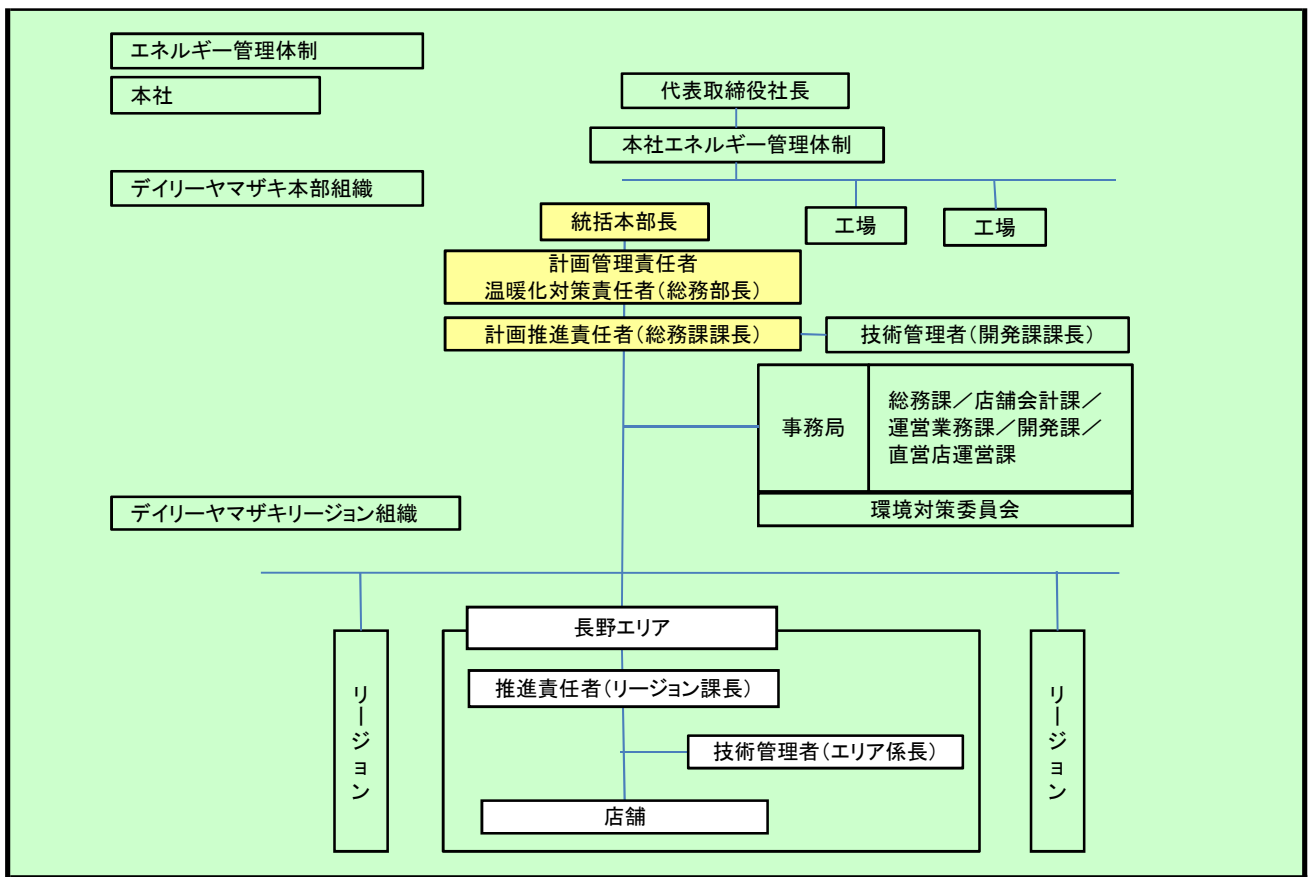 エネルギー管理体制
本社
代表取締役社長
本社エネルギー管理体制
デイリーヤマザキ本部組織
統括本部長
工場
工場
計画管理責任者
温暖化対策責任者(総務部長)
計画推進責任者(総務課課長)
技術管理者(開発課課長)
事務局
総務課/店舗会計課/
運営業務課/開発課/
直営店運営課
環境対策委員会
デイリーヤマザキリージョン組織
リージョン
長野エリア
推進責任者(リージョン課長)
技術管理者(エリア係長)
店舗
リージョン